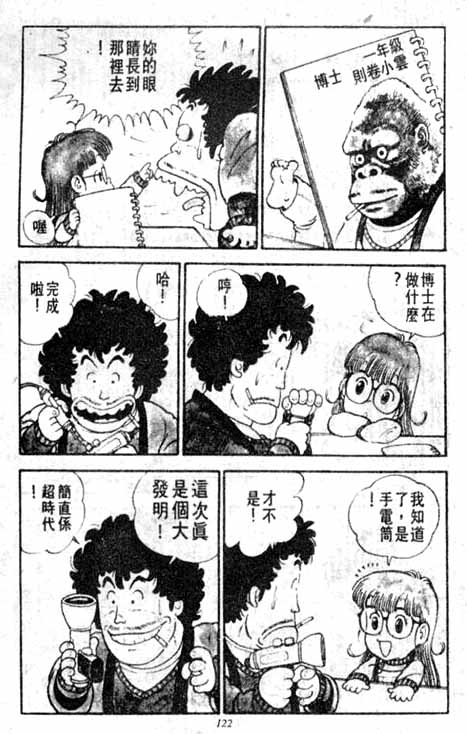 一年級
博士　則卷小雲
妳的眼
睛長到
那裡去
！
喔
博士在
做什麼
？
哼！
哈！
完成
啦！
我知道
了，是
手電筒
才不
是！
這次真
是個大
發明！
簡直係
超時代
！
122